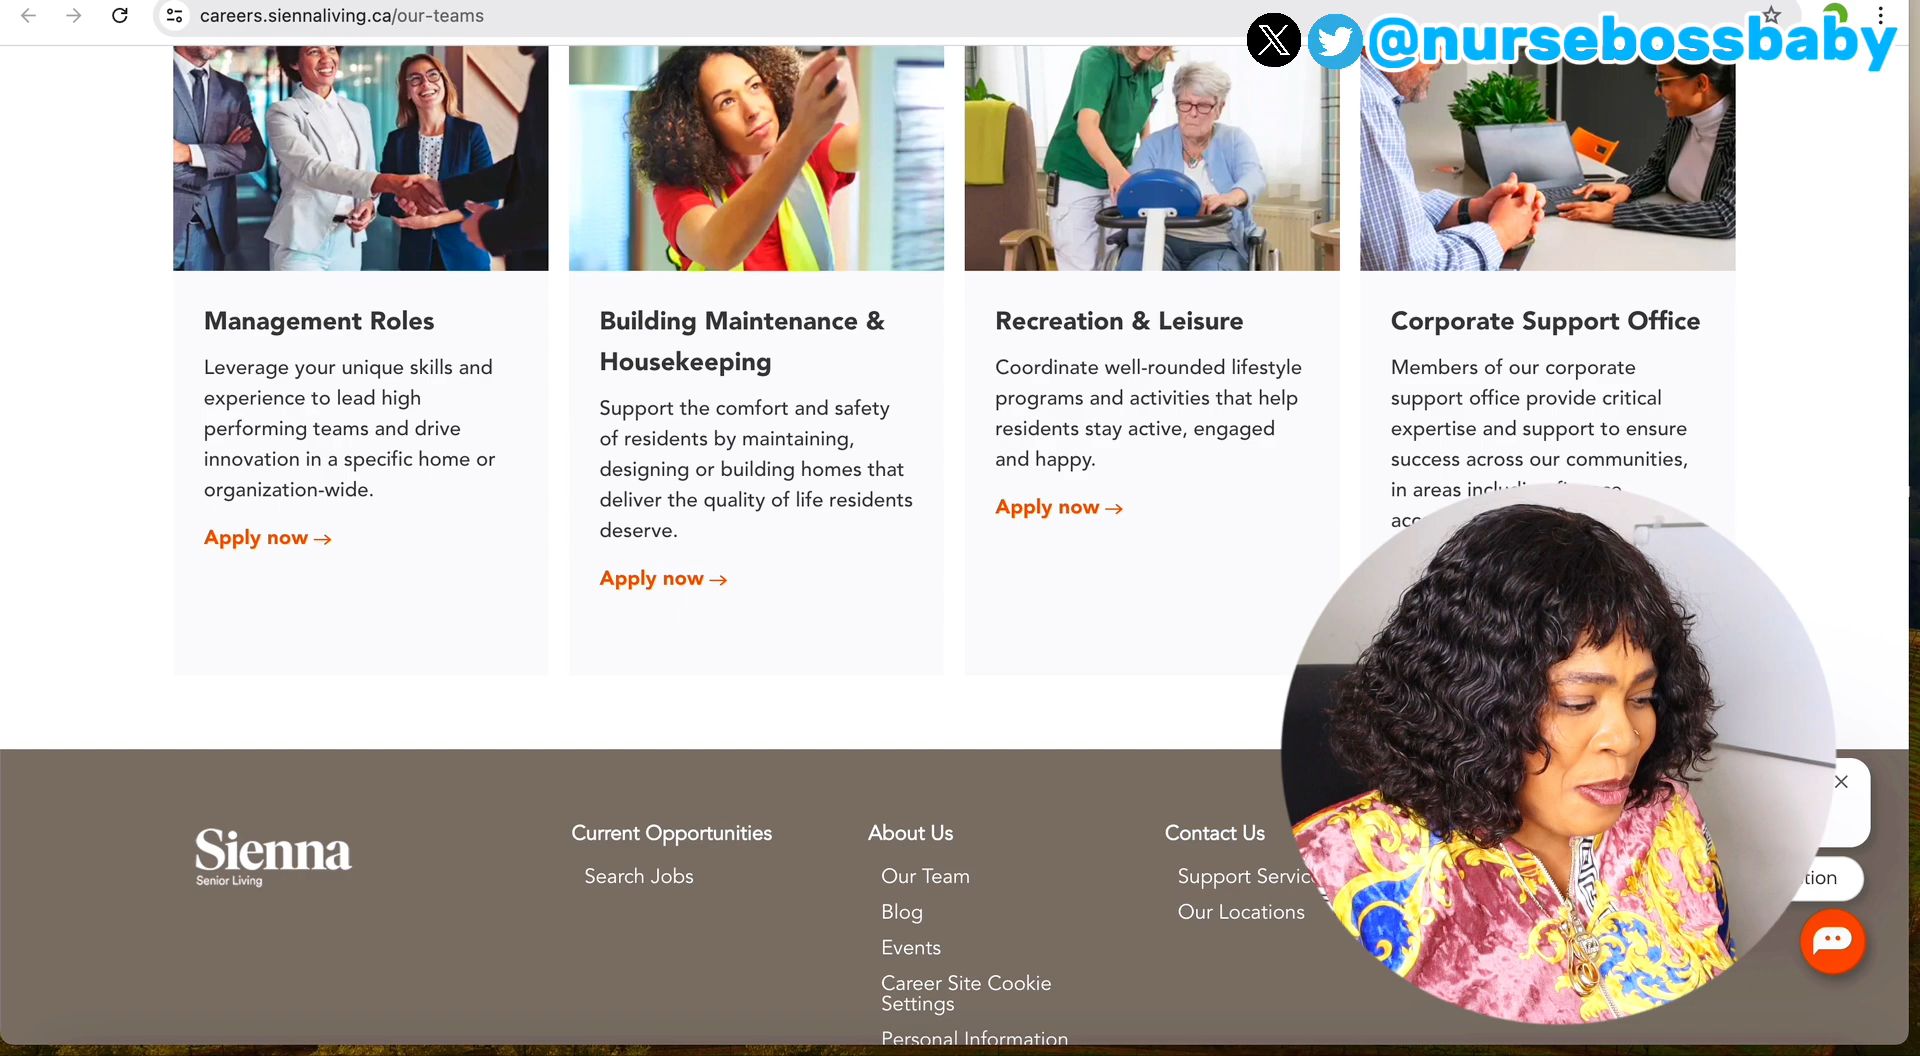 careers.siennaliving.ca/our-teams
@nursebossbaby
Management Roles
Leverage your unique skills and
experience to lead high
performing teams and drive
innovation in a specific home or
organization-wide.
Apply now →
Building Maintenance &
Housekeeping
Support the comfort and safety
of residents by maintaining,
designing or building homes that
deliver the quality of life residents
deserve.
Apply now →
Recreation & Leisure
Coordinate well-rounded lifestyle
programs and activities that help
residents stay active, engaged
and happy.
Apply now →
Corporate Support Office
Members of our corporate
support office provide critical
expertise and support to ensure
success across our communities,
in areas
Sienna
Senior Living
Current Opportunities
Search Jobs
About Us
Our Team
Blog
Events
Career Site Cookie
Settings
Personal Information
Contact Us
Support
Our Locations